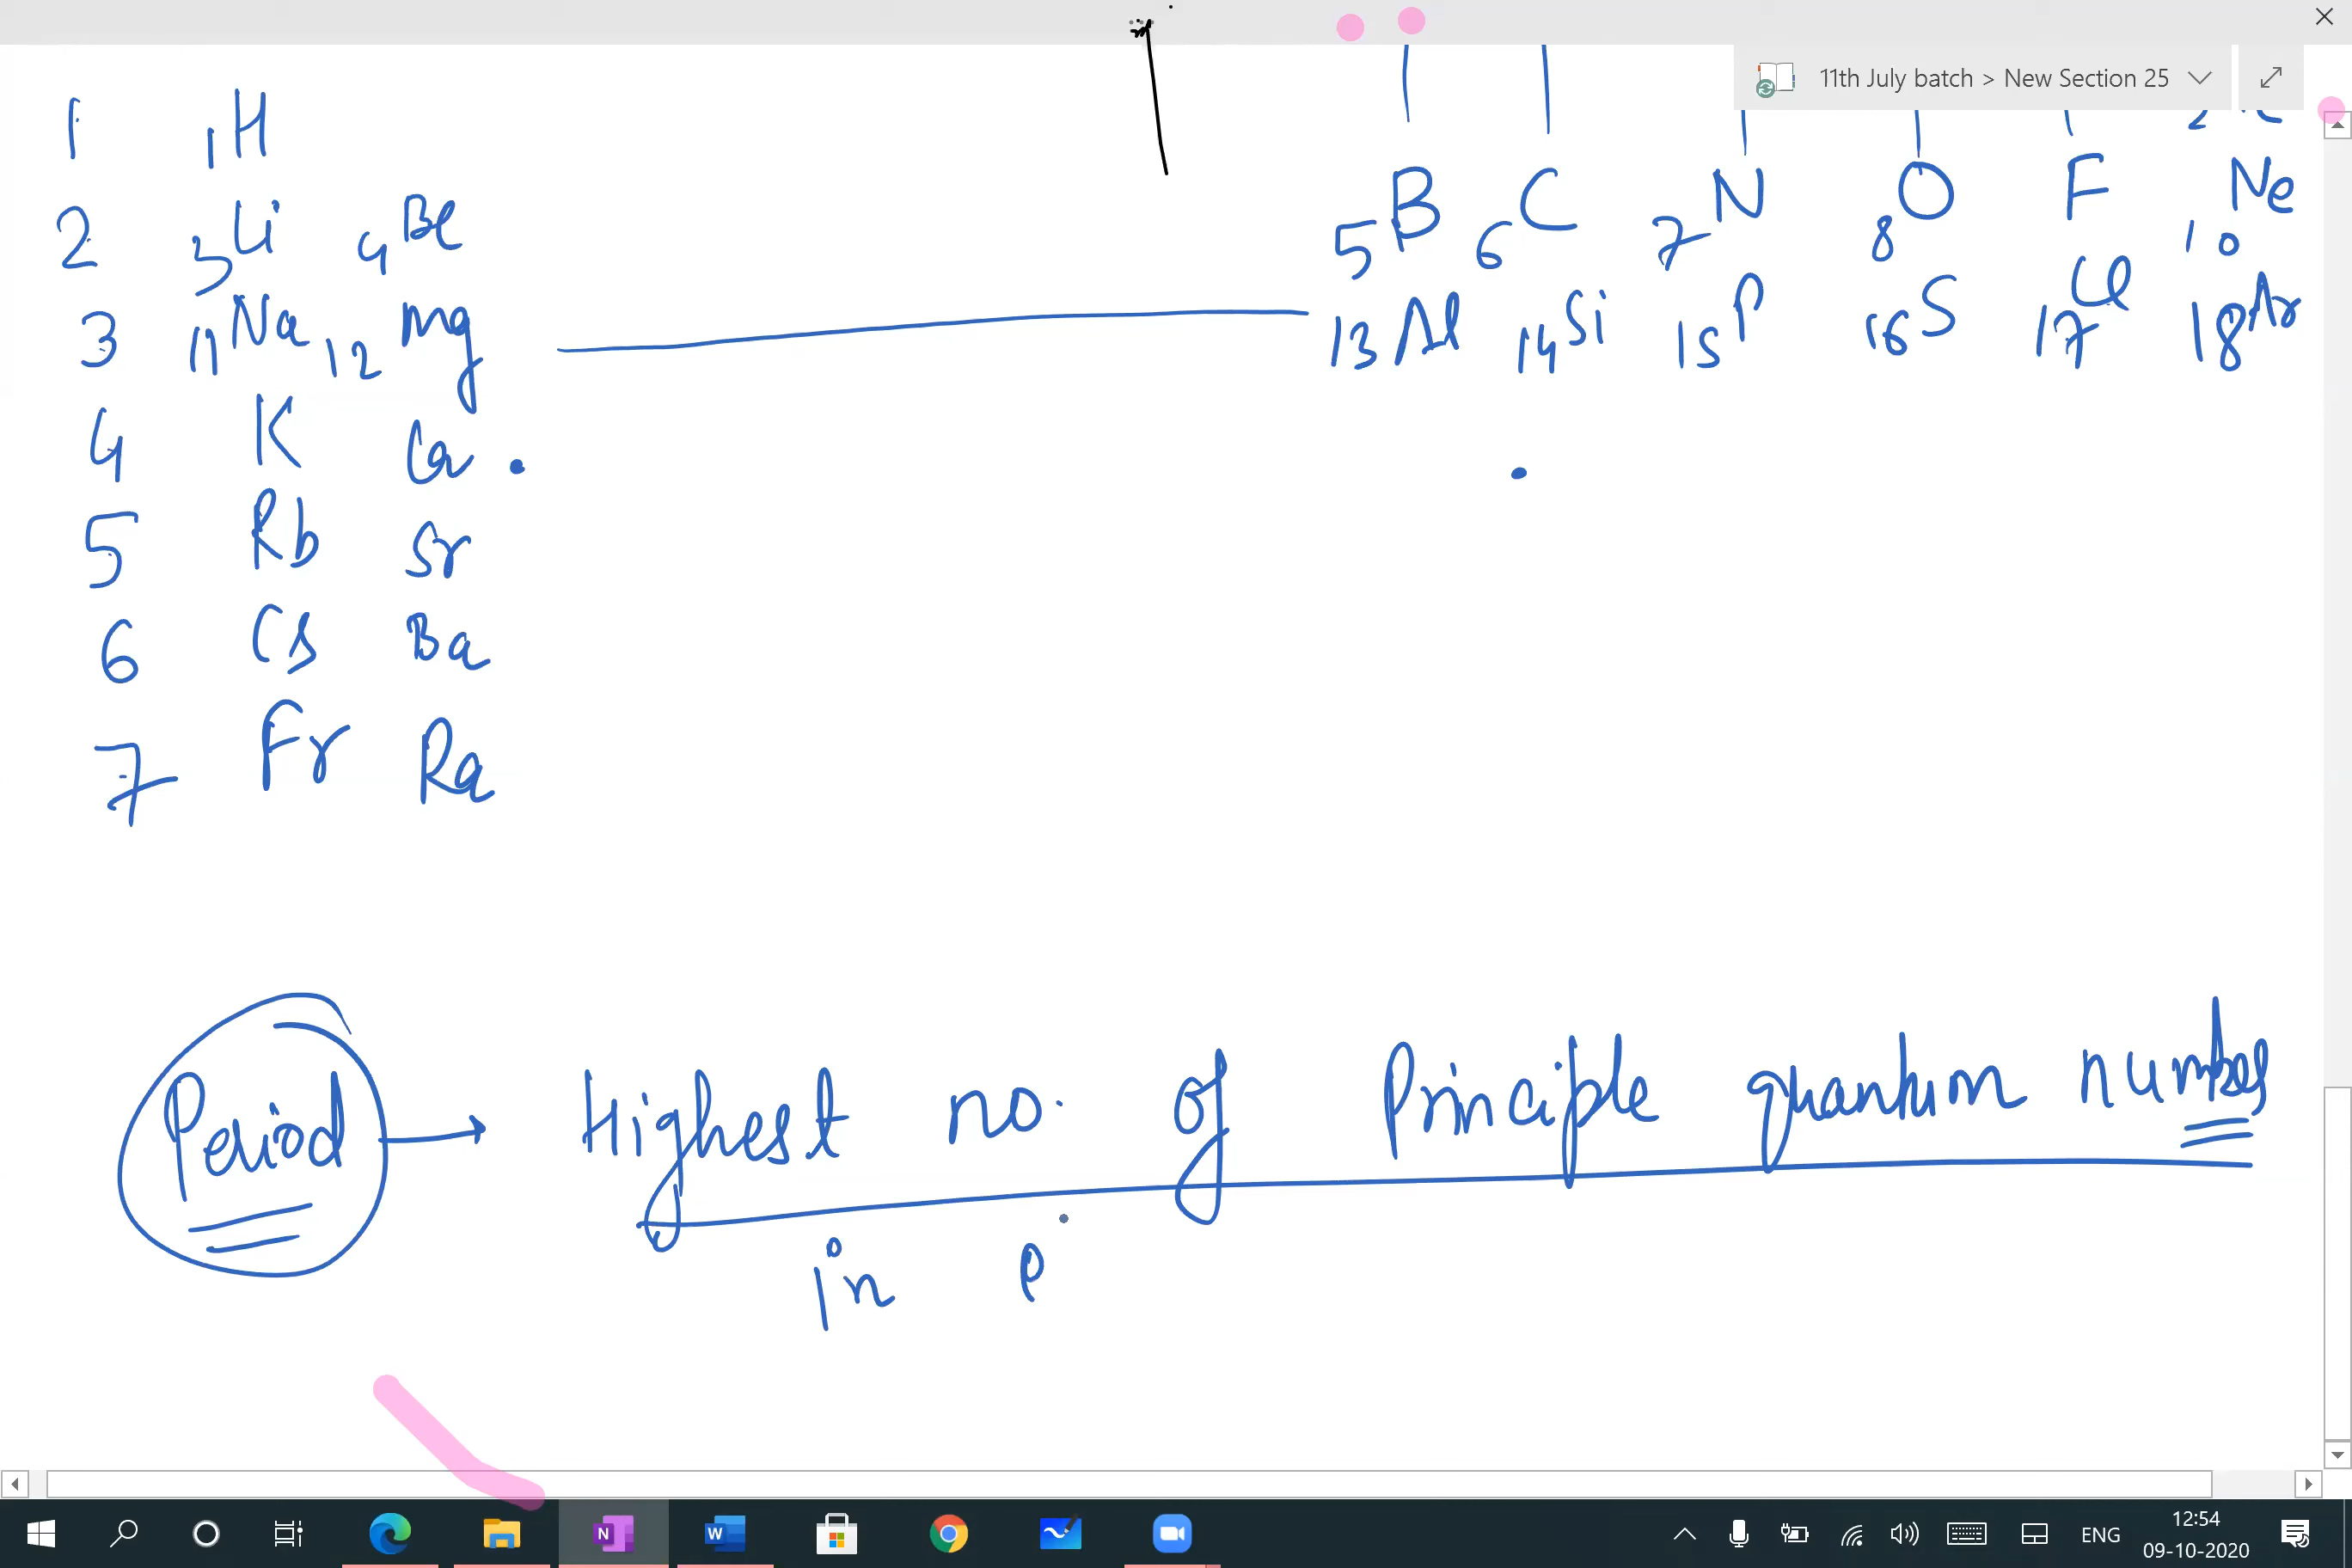 11th July batch > New Section 25
1 1H
2 3Li 4Be 5B 6C 7N 8O F 10Ne
3 11Na 12Mg 13Al 14Si 15P 16S 17Cl 18Ar
4 K Ca
5 Rb Sr
6 Cs Ba
7 Fr Ra
Period → Highest no. of Principle quantum number
in e
ENG 12:54
09-10-2020